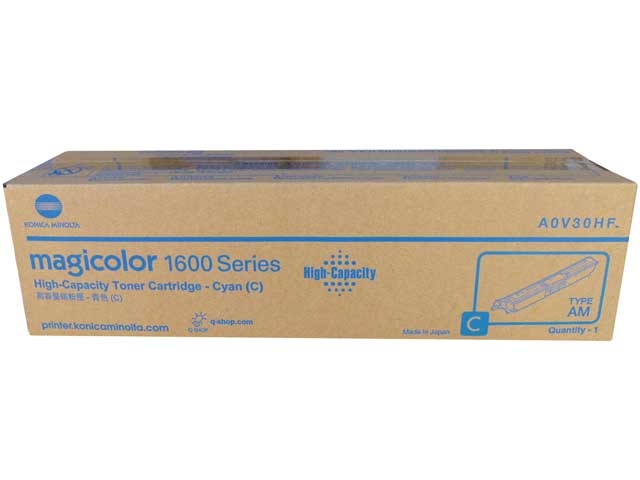 KONICA MINOLTA
A0V30HF
magicolor 1600 Series
High-Capacity Toner Cartridge - Cyan (C)
高容量碳粉匣 - 青色 (C)
printer.konicaminolta.com
Q-SHOP
q-shop.com
High-Capacity
Made in Japan
C
TYPE
AM
Quantity - 1